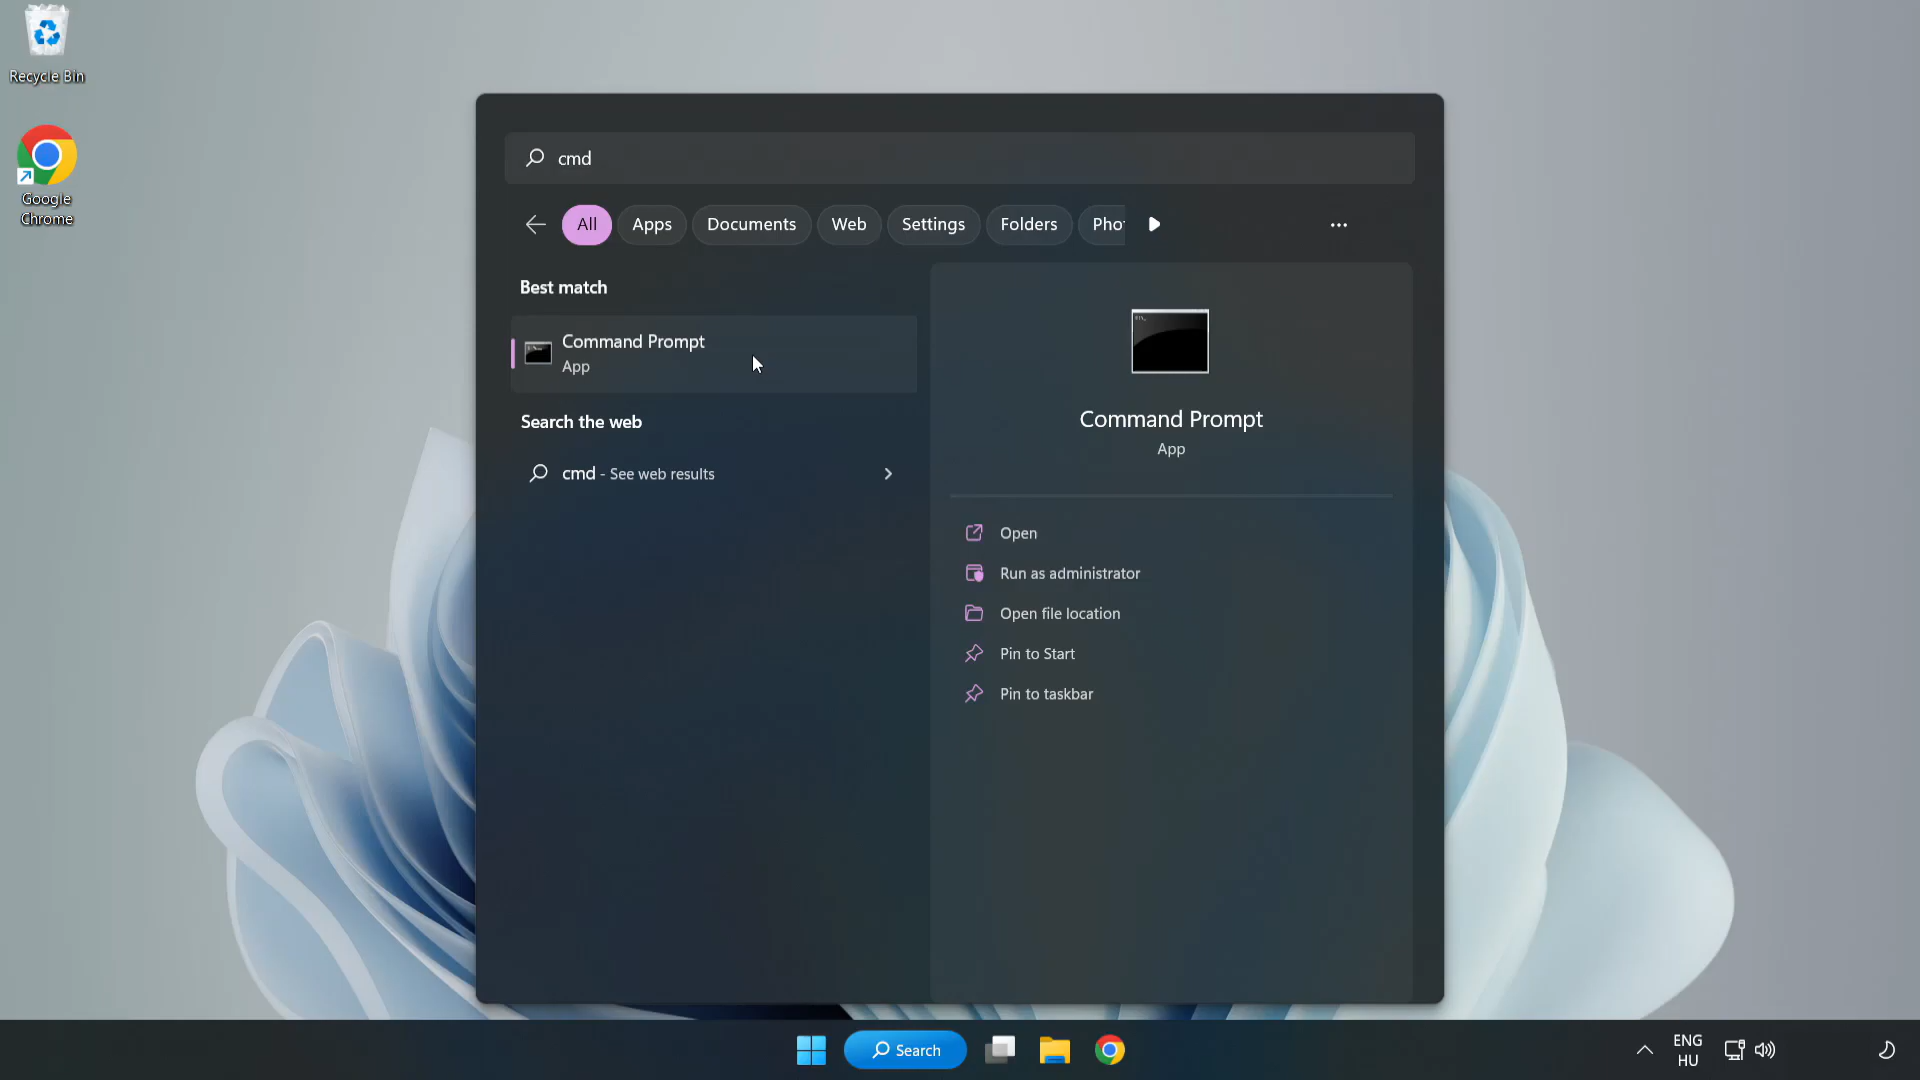 Recycle Bin
Google
Chrome
cmd
All
Apps
Documents
Web
Settings
Folders
Pho
Best match
Command Prompt
App
Search the web
cmd - See web results
Command Prompt
App
Open
Run as administrator
Open file location
Pin to Start
Pin to taskbar
Search
ENG
HU